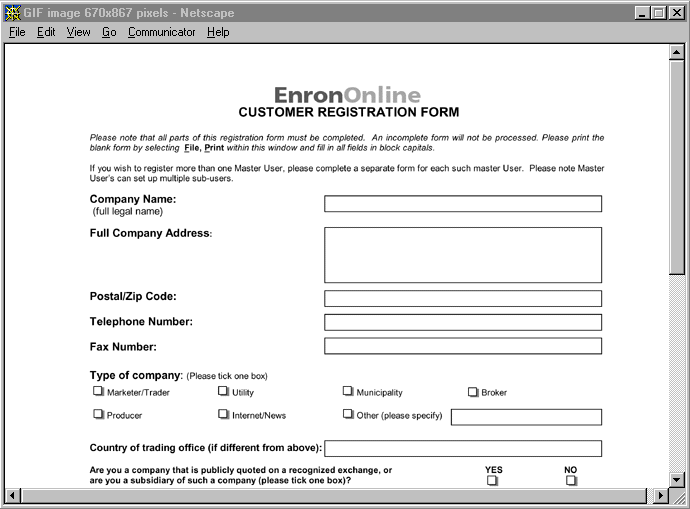 GIF image 670x867 pixels - Netscape
File Edit View Go Communicator Help
EnronOnline
CUSTOMER REGISTRATION FORM
Please note that all parts of this registration form must be completed. An incomplete form will not be processed. Please print the
blank form by selecting File, Print within this window and fill in all fields in block capitals.
If you wish to register more than one Master User, please complete a separate form for each such master User. Please note Master
User's can set up multiple sub-users.
Company Name:
(full legal name)
Full Company Address:
Postal/Zip Code:
Telephone Number:
Fax Number:
Type of company: (Please tick one box)
Marketer/Trader Utility Municipality Broker
Producer Internet/News Other (please specify)
Country of trading office (if different from above):
Are you a company that is publicly quoted on a recognized exchange, or YES NO
are you a subsidiary of such a company (please tick one box)?